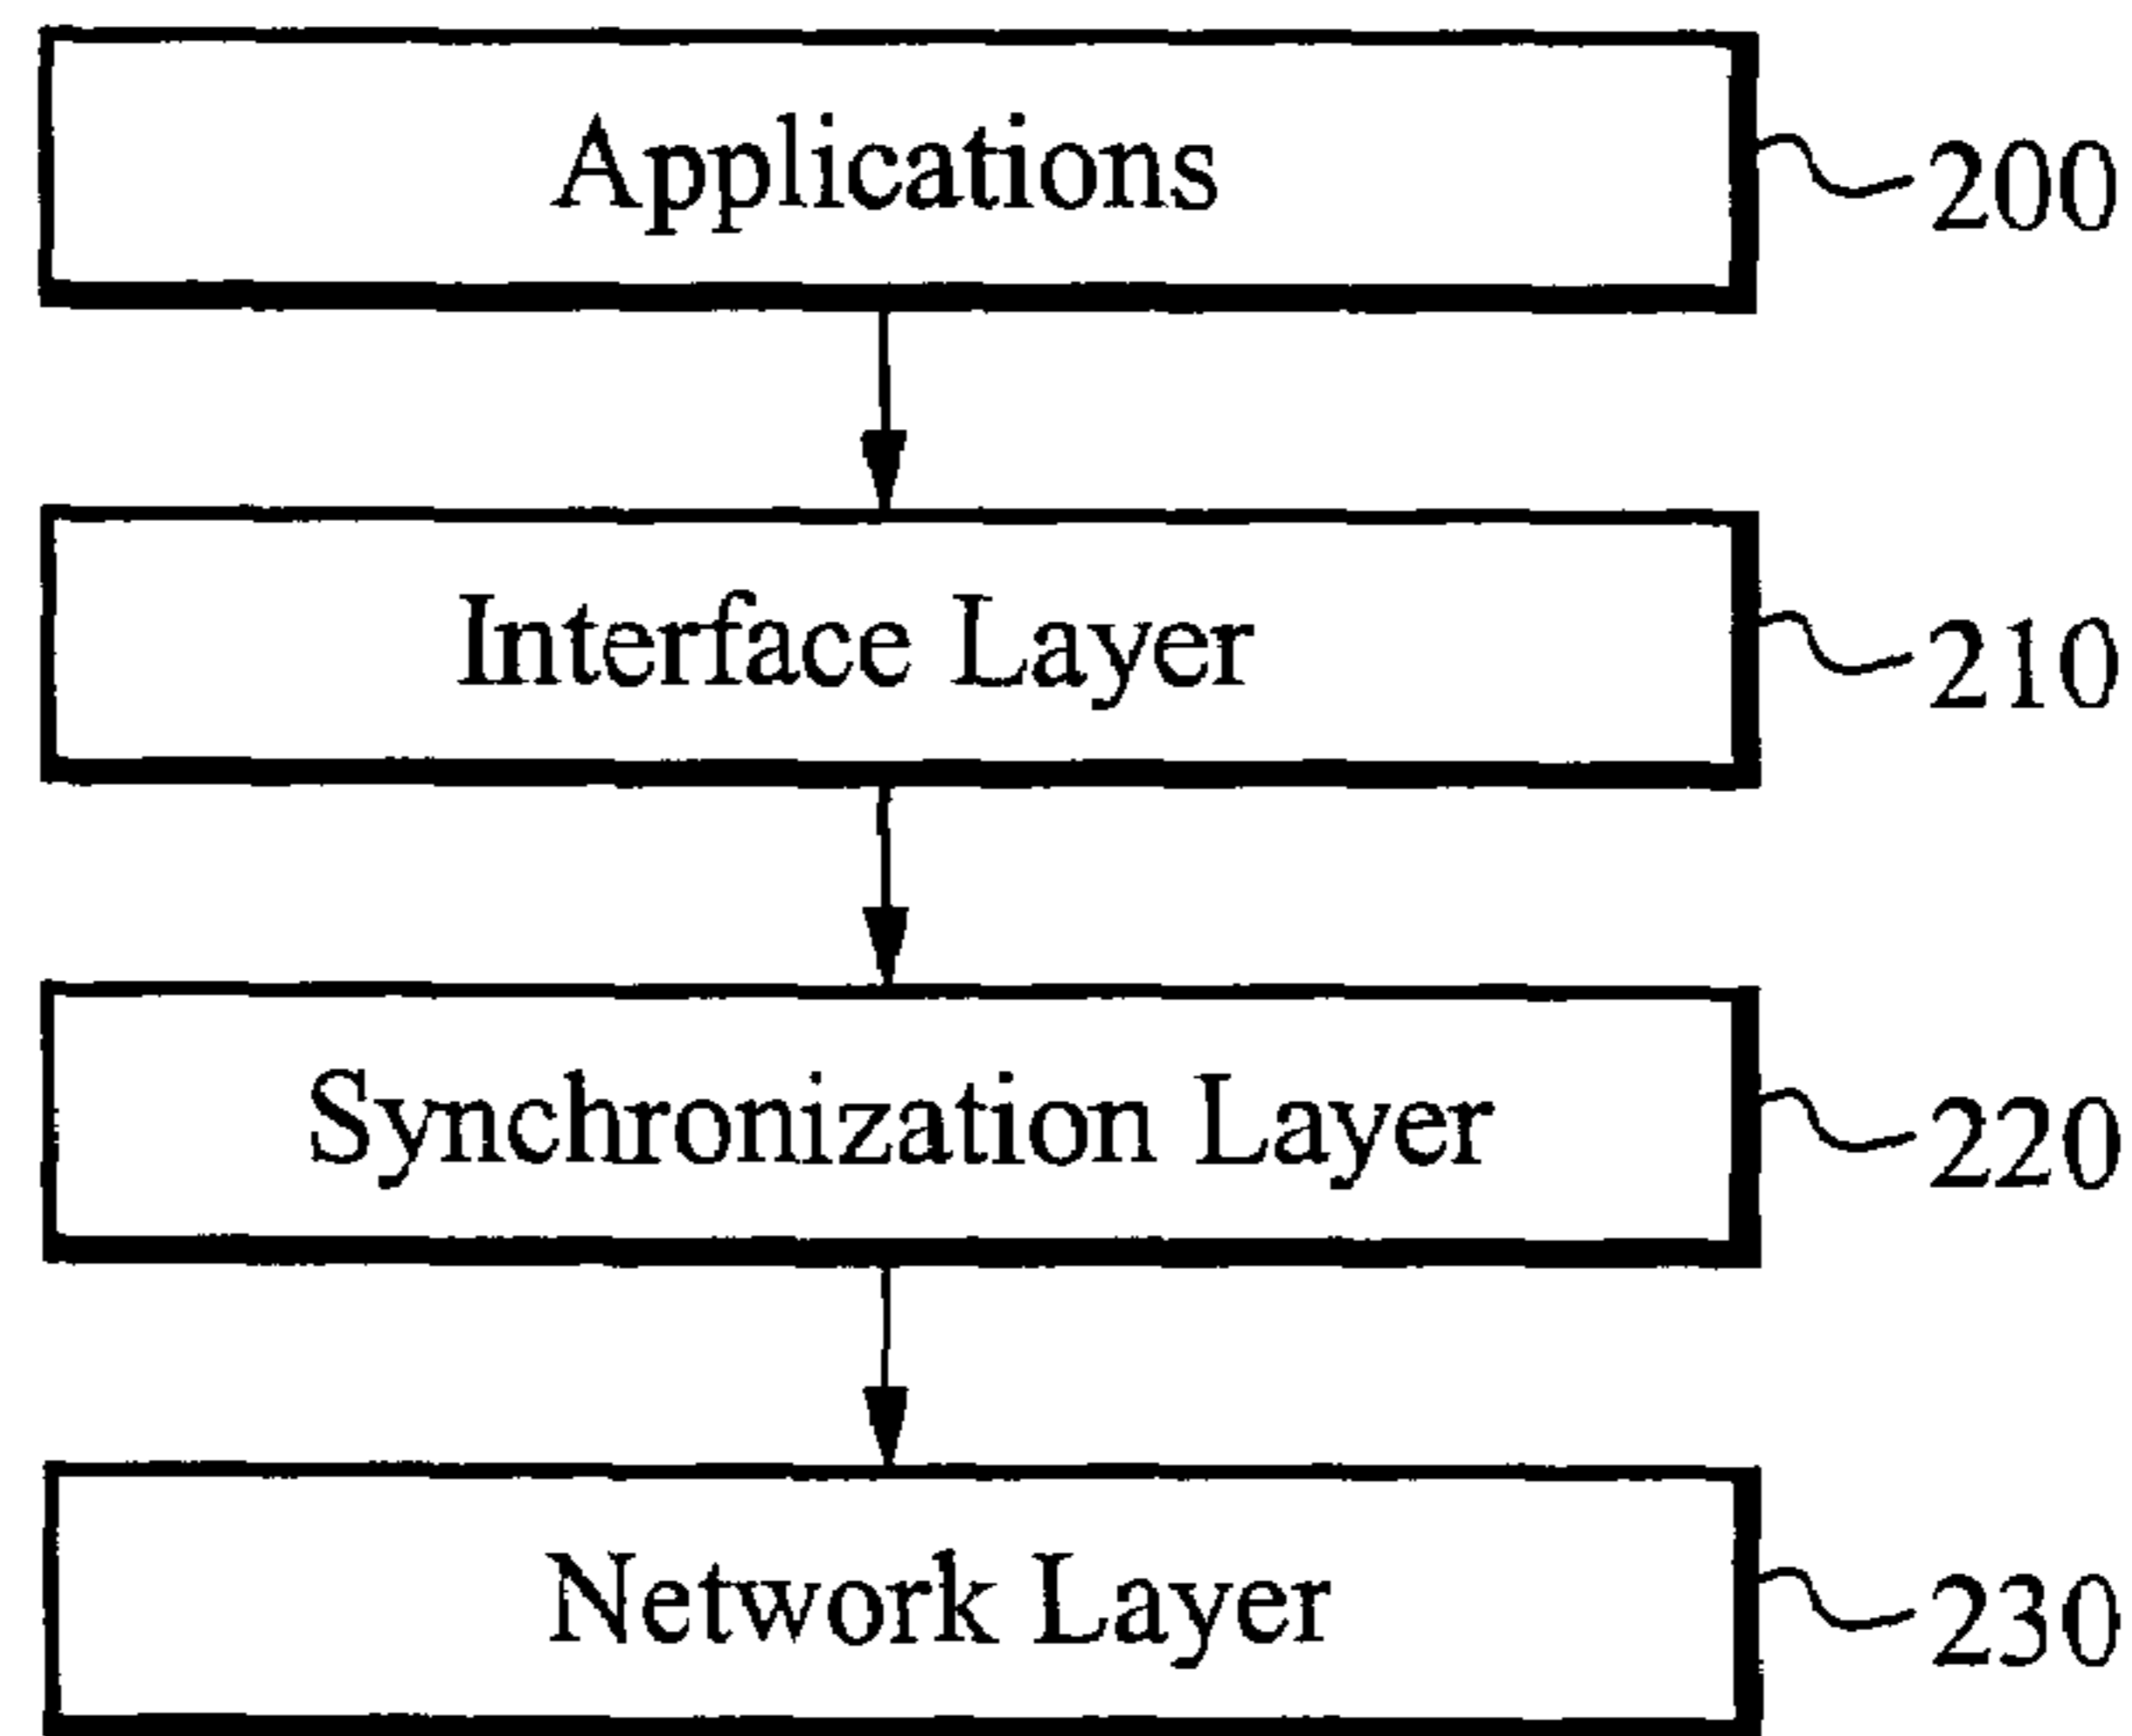 Applications 200
Interface Layer 210
Synchronization Layer 220
Network Layer 230